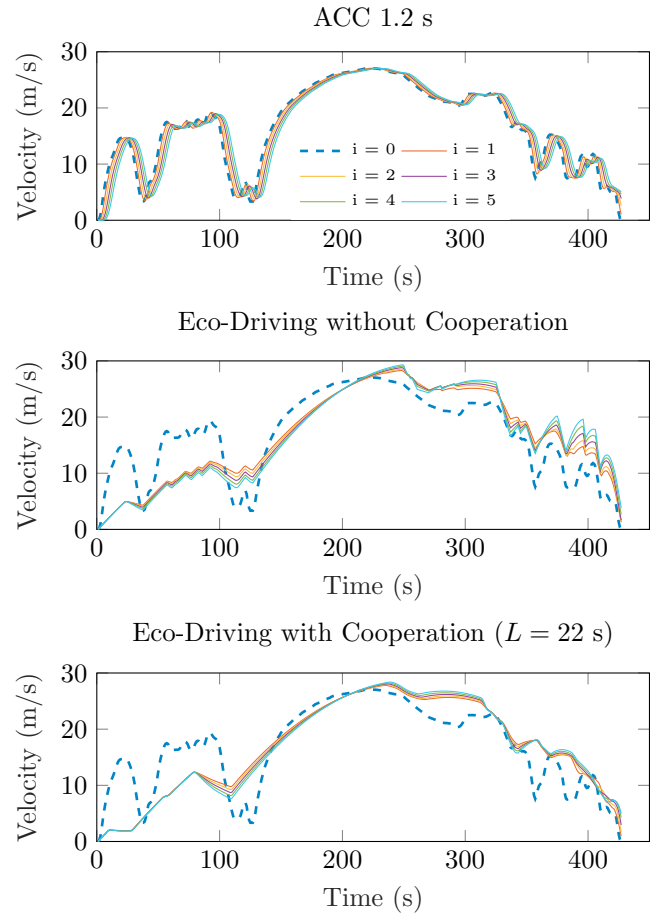 ACC 1.2 s
30
20
10
0
Velocity (m/s)
i = 0
i = 1
i = 2
i = 3
i = 4
i = 5
0
100
200
300
400
Time (s)
Eco-Driving without Cooperation
30
20
10
0
Velocity (m/s)
0
100
200
300
400
Time (s)
Eco-Driving with Cooperation (L = 22 s)
30
20
10
0
Velocity (m/s)
0
100
200
300
400
Time (s)